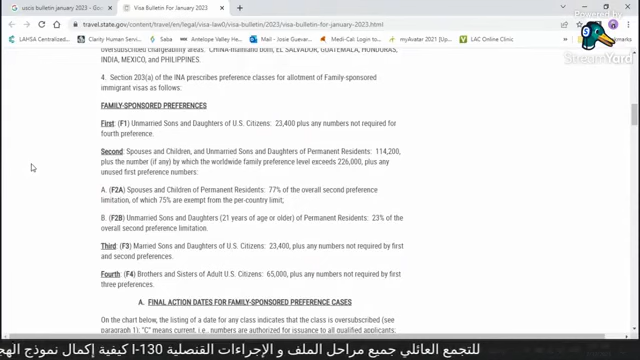 uscis bulletin january 2023 - Goo
Visa Bulletin For January 2023
travel.state.gov/content/travel/en/legal/visa-law0/visa-bulletin/2023/visa-bulletin-for-january-2023.html
LAHSA Centralized...
Clarity Human Service
Antelope Valley Ho
myAvatar 2021 (UP)
LAC Online Clinic
Powered by
StreamYard
oversubscribed chargeability areas: CHINA-mainland born, EL SALVADOR, GUATEMALA, HONDURAS,
INDIA, MEXICO, and PHILIPPINES.
4. Section 203(a) of the INA prescribes preference classes for allotment of Family-sponsored
immigrant visas as follows:
FAMILY-SPONSORED PREFERENCES
First: (F1) Unmarried Sons and Daughters of U.S. Citizens: 23,400 plus any numbers not required for
fourth preference.
Second: Spouses and Children, and Unmarried Sons and Daughters of Permanent Residents: 114,200,
plus the number (if any) by which the worldwide family preference level exceeds 226,000, plus any
unused first preference numbers:
A. (F2A) Spouses and Children of Permanent Residents: 77% of the overall second preference
limitation, of which 75% are exempt from the per-country limit;
B. (F2B) Unmarried Sons and Daughters (21 years of age or older) of Permanent Residents: 23% of the
overall second preference limitation.
Third: (F3) Married Sons and Daughters of U.S. Citizens: 23,400, plus any numbers not required by first
and second preferences.
Fourth: (F4) Brothers and Sisters of Adult U.S. Citizens: 65,000, plus any numbers not required by first
three preferences.
A. FINAL ACTION DATES FOR FAMILY-SPONSORED PREFERENCE CASES
On the chart below, the listing of a date for any class indicates that the class is oversubscribed (see
paragraph 1); "C" means current, i.e., numbers are authorized for issuance to all qualified applicants;
للتجمع العائلي جميع مراحل الملف و الإجراءات القنصلية I-130 كيفية إكمال نموذج